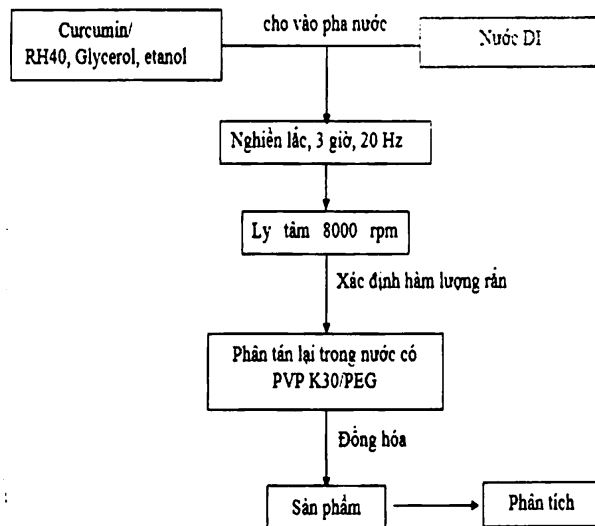 Curcumin/
RH40, Glycerol, etanol
cho vào pha nước
Nước DI
Nghiền lắc, 3 giờ, 20 Hz
Ly tâm 8000 rpm
Xác định hàm lượng rắn
Phân tán lại trong nước có
PVP K30/PEG
Đồng hóa
Sản phẩm
Phân tích